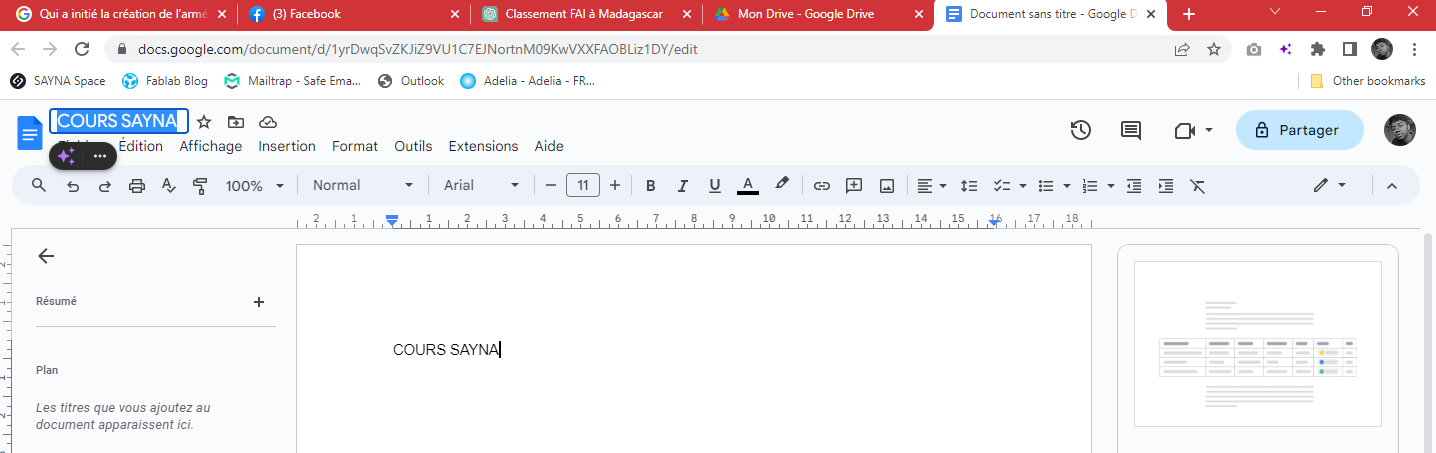 Qui a initié la création de l'armé
(3) Facebook
Classement FAI à Madagascar
Mon Drive - Google Drive
Document sans titre - Google D
docs.google.com/document/d/1yrDwqSvZKJiZ9VU1C7EJNortnM09KwVXXFAOBLiz1DY/edit
SAYNA Space
Fablab Blog
Mailtrap - Safe Ema...
Outlook
Adelia - Adelia - FR...
Other bookmarks
COURS SAYNA
Édition
Affichage
Insertion
Format
Outils
Extensions
Aide
Partager
100%
Normal
Arial
11
B
I
U
A
2 1 1 2 3 4 5 6 7 8 9 10 11 12 13 14 15 16 17 18
Résumé
COURS SAYNA
Plan
Les titres que vous ajoutez au
document apparaissent ici.